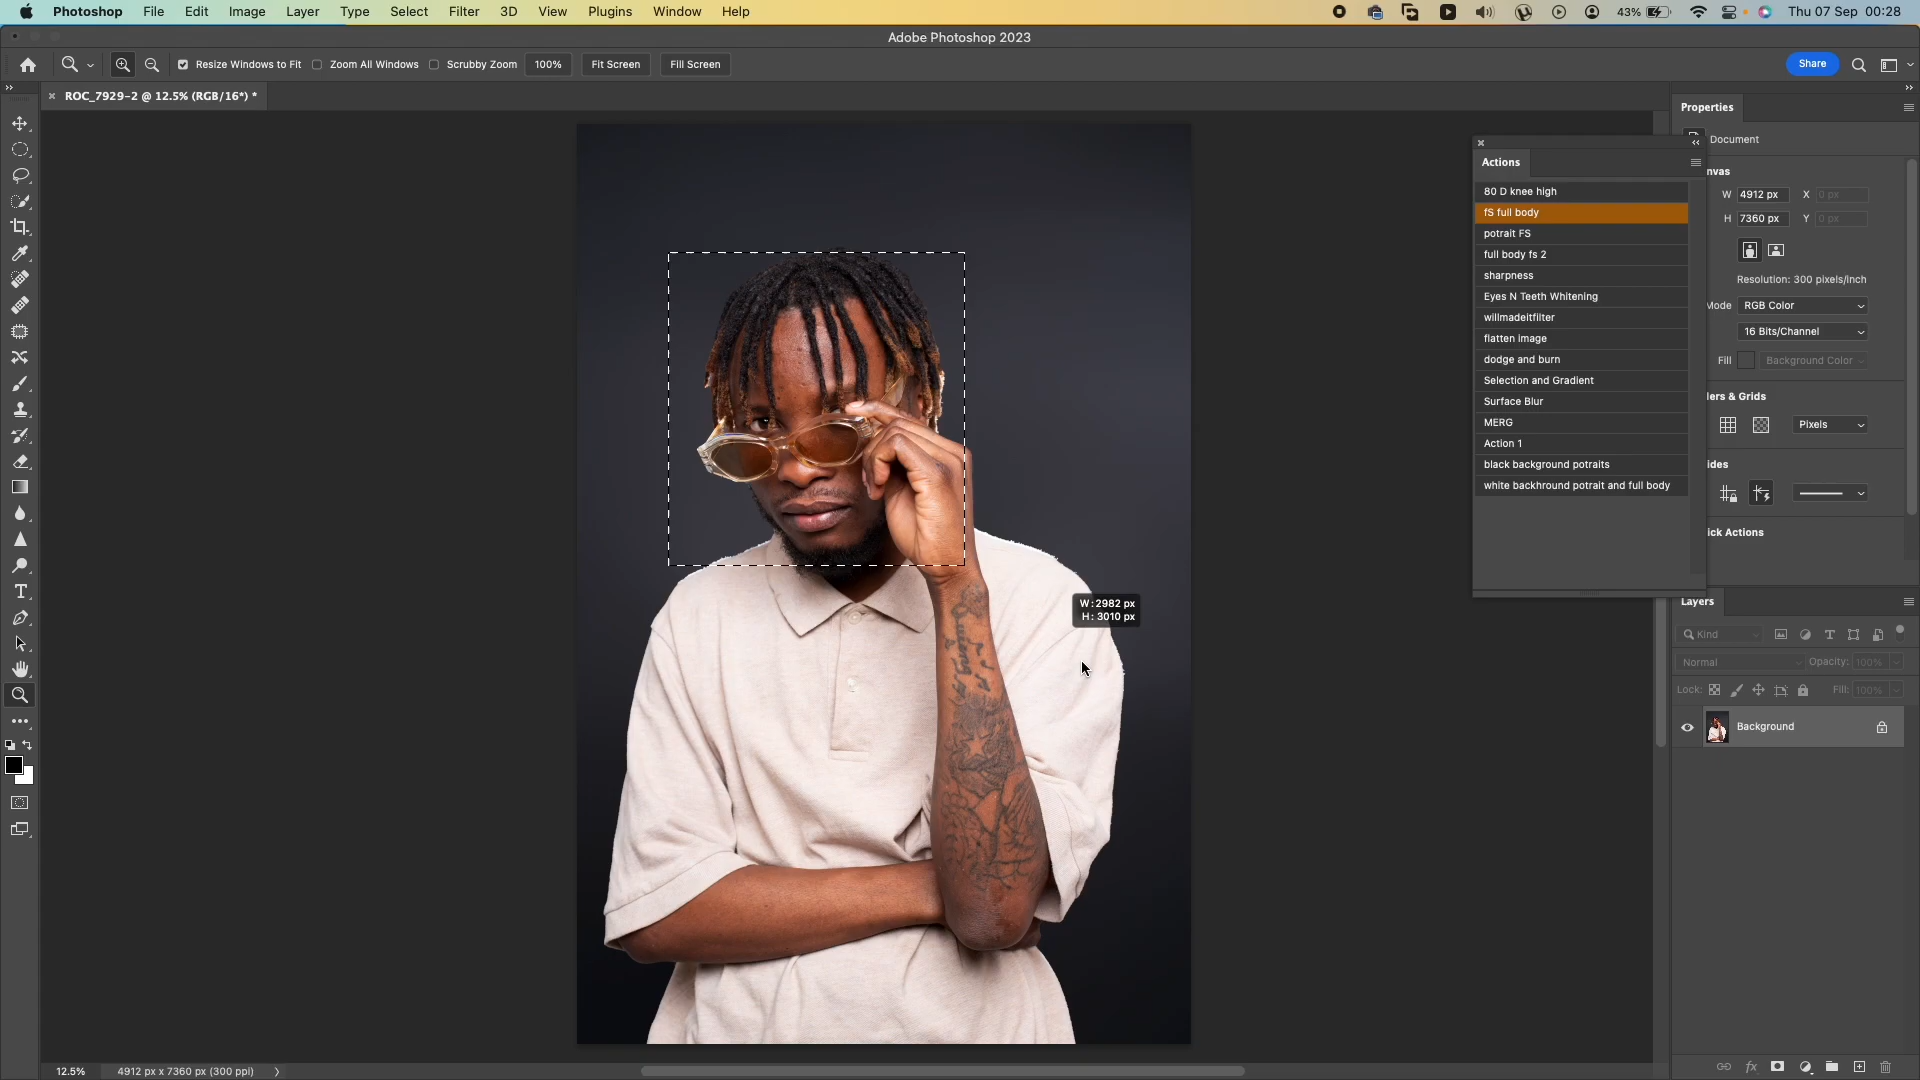 Photoshop File Edit Image Layer Type Select Filter 3D View Plugins Window Help 43% Thu 07 Sep 00:28
Adobe Photoshop 2023
Resize Windows to Fit Zoom All Windows Scrubby Zoom 100% Fit Screen Fill Screen Share
ROC_7929-2 @ 12.5% (RGB/16*) *
Properties
Document
Actions
nvas
80 D knee high
W 4912 px X 0 px
fS full body
H 7360 px Y 0 px
potrait FS
full body fs 2
sharpness
Resolution: 300 pixels/inch
Eyes N Teeth Whitening
Mode RGB Color
willmadeitfilter
16 Bits/Channel
flatten image
dodge and burn
Fill Background Color
Selection and Gradient
lers & Grids
Surface Blur
MERG
Pixels
Action 1
black background potraits
ides
white backhround potrait and full body
ick Actions
W: 2982 px
H: 3010 px
Layers
Kind
Normal Opacity: 100%
Lock: Fill: 100%
Background
12.5% 4912 px x 7360 px (300 ppi)